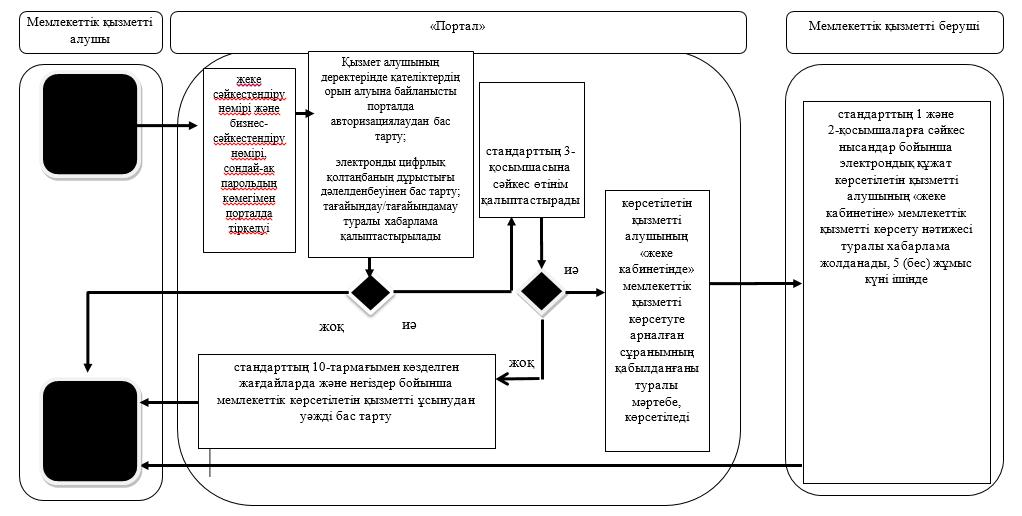 Мемлекеттік қызметті
алушы
«Портал»
Мемлекеттік қызметті беруші
жеке
сәйкестендіру
нөмірі және
бизнес-
сәйкестендіру
нөмірі,
сондай-ақ
парольдың
көмегімен
порталда
тіркелуі
Қызмет алушының
деректерінде қателіктердің
орын алуына байланысты
порталда
авторизациялаудан бас
тарту;
электронды цифрлық
қолтаңбаның дұрыстығы
дәлелденбеуінен бас тарту;
тағайындау/тағайындамау
туралы хабарлама
қалыптастырылады
стандарттың 3-
қосымшасына
сәйкес өтінім
қалыптастырады
көрсетілетін
қызметті
алушының
«жеке
кабинетінде»
мемлекеттік
қызметті
көрсетуге
арналған
сұранымның
қабылданғаны
туралы
мәртебе,
көрсетіледі
стандарттың 1 және
2-қосымшаларға сәйкес
нысандар бойынша
электрондық құжат
көрсетілетін қызметті
алушының «жеке
кабинетіне» мемлекеттік
қызметті көрсету нәтижесі
туралы хабарлама
жолданады, 5 (бес) жұмыс
күні ішінде
иә
жоқ
иә
жоқ
стандарттың 10-тармағымен көзделген
жағдайларда және негіздер бойынша
мемлекеттік көрсетілетін қызметті ұсынудан
уәжді бас тарту